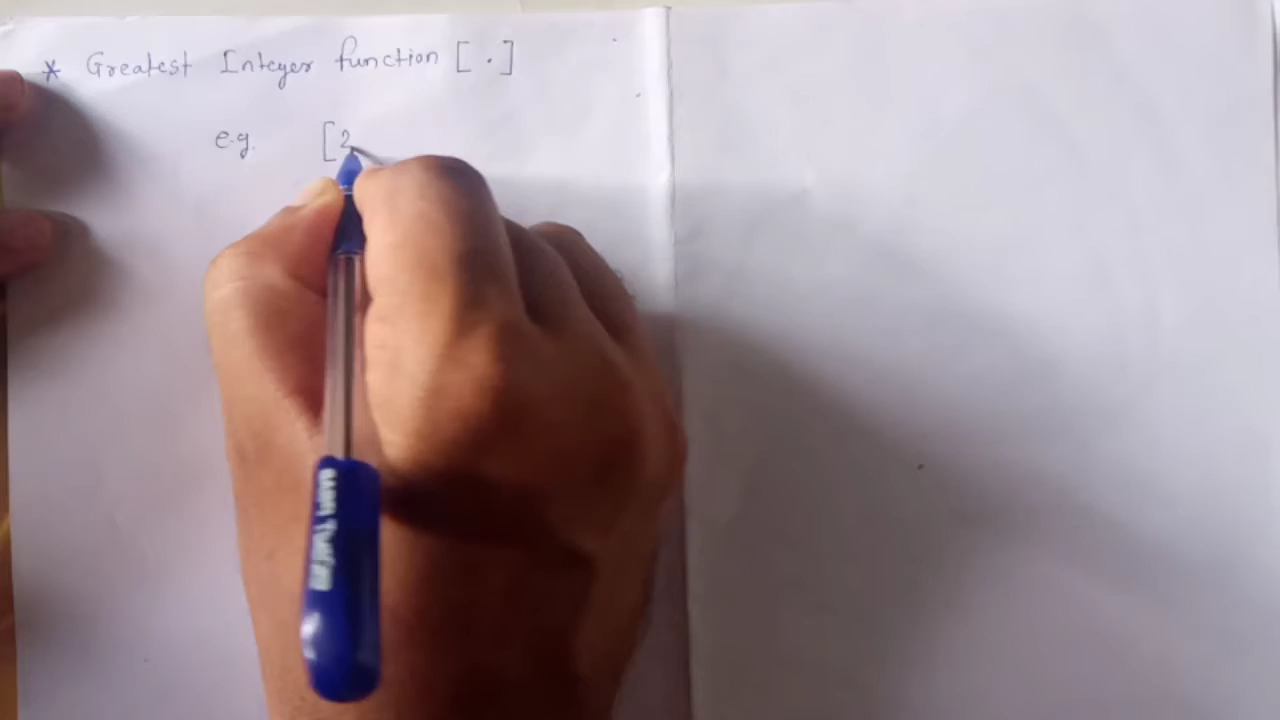 * Greatest Integer function [ . ]
e.g. [2